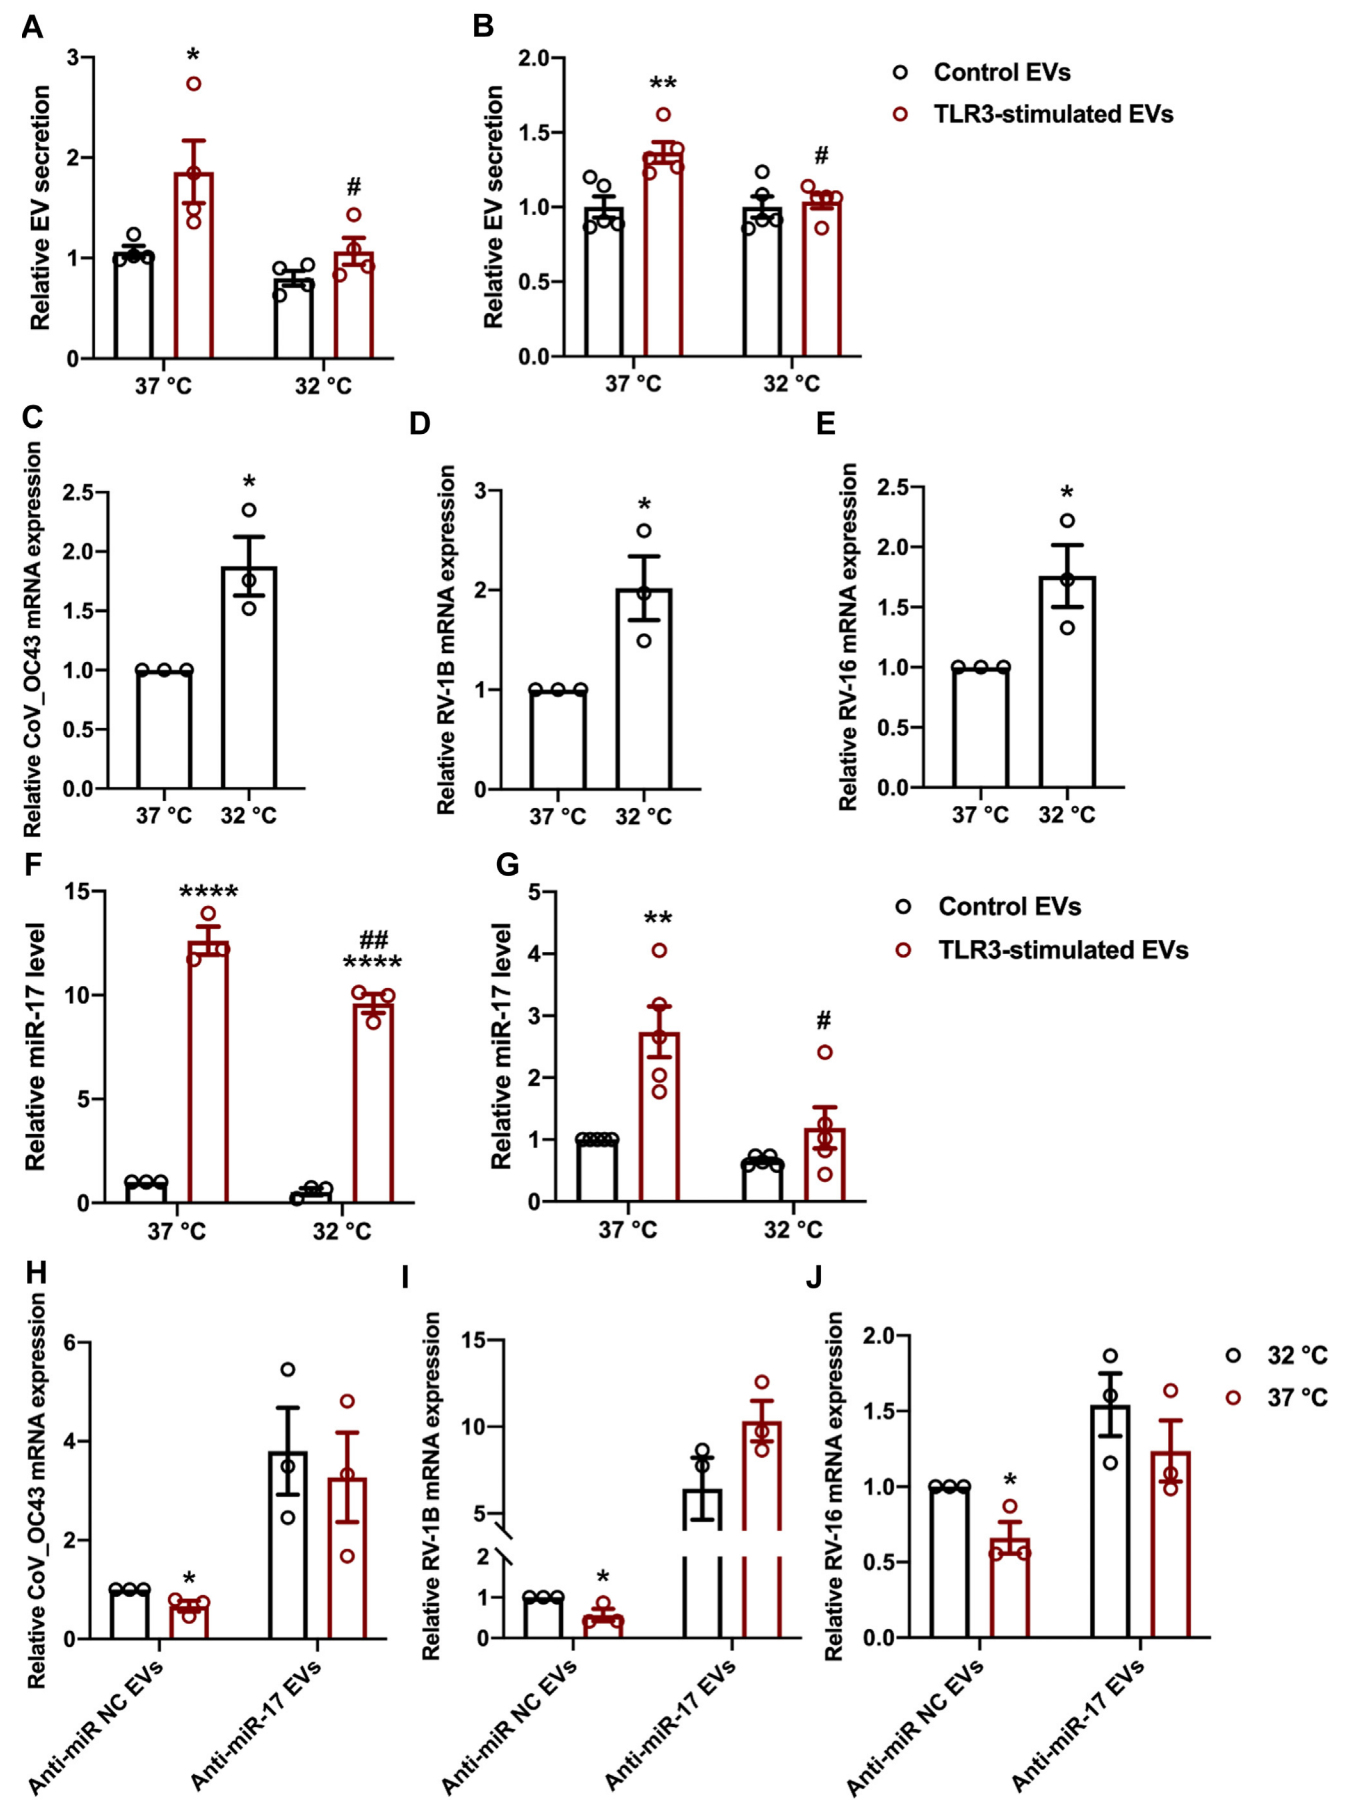 A
B
Relative EV secretion
3
2
1
0
*
#
37 °C
32 °C
Relative EV secretion
2.0
1.5
1.0
0.5
0.0
**
#
37 °C
32 °C
Control EVs
TLR3-stimulated EVs
C
D
E
Relative CoV_OC43 mRNA expression
2.5
2.0
1.5
1.0
0.5
0.0
*
37 °C
32 °C
Relative RV-1B mRNA expression
3
2
1
0
*
37 °C
32 °C
Relative RV-16 mRNA expression
2.5
2.0
1.5
1.0
0.5
0.0
*
37 °C
32 °C
F
G
Relative miR-17 level
15
10
5
0
****
##
****
37 °C
32 °C
Relative miR-17 level
5
4
3
2
1
0
**
#
37 °C
32 °C
Control EVs
TLR3-stimulated EVs
H
I
J
Relative CoV_OC43 mRNA expression
6
4
2
0
*
Anti-miR NC EVs
Anti-miR-17 EVs
Relative RV-1B mRNA expression
15
10
5
2
1
0
*
Anti-miR NC EVs
Anti-miR-17 EVs
Relative RV-16 mRNA expression
2.0
1.5
1.0
0.5
0.0
*
Anti-miR NC EVs
Anti-miR-17 EVs
32 °C
37 °C